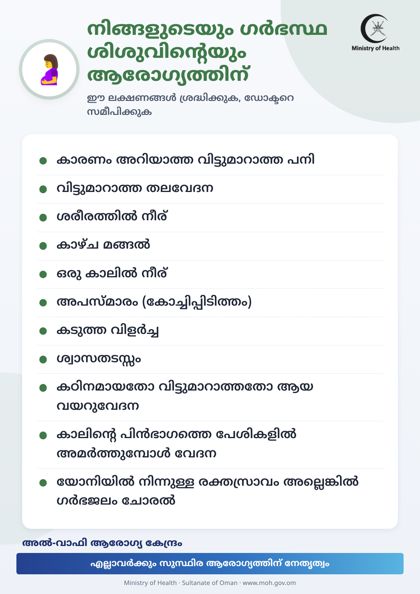 നിങ്ങളുടെയും ഗർഭസ്ഥ
ശിശുവിന്റെയും
ആരോഗ്യത്തിന്
ഈ ലക്ഷണങ്ങൾ ശ്രദ്ധിക്കുക, ഡോക്ടറെ
സമീപിക്കുക
Ministry of Health
കാരണം അറിയാത്ത വിട്ടുമാറാത്ത പനി
വിട്ടുമാറാത്ത തലവേദന
ശരീരത്തിൽ നീര്
കാഴ്ച മങ്ങൽ
ഒരു കാലിൽ നീര്
അപസ്മാരം (കോച്ചിപ്പിടിത്തം)
കടുത്ത വിളർച്ച
ശ്വാസതടസ്സം
കഠിനമായതോ വിട്ടുമാറാത്തതോ ആയ
വയറുവേദന
കാലിന്റെ പിൻഭാഗത്തെ പേശികളിൽ
അമർത്തുമ്പോൾ വേദന
യോനിയിൽ നിന്നുള്ള രക്തസ്രാവം അല്ലെങ്കിൽ
ഗർഭജലം ചോരൽ
അൽ-വാഫി ആരോഗ്യ കേന്ദ്രം
എല്ലാവർക്കും സുസ്ഥിര ആരോഗ്യത്തിന് നേതൃത്വം
Ministry of Health · Sultanate of Oman · www.moh.gov.om